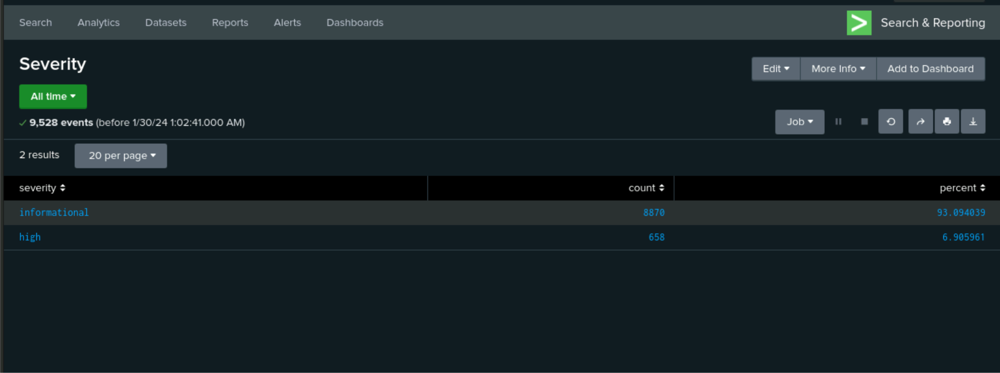 Search Analytics Datasets Reports Alerts Dashboards > Search & Reporting
Severity
Edit More Info Add to Dashboard
All time
✓ 9,528 events (before 1/30/24 1:02:41.000 AM)
Job
2 results 20 per page
severity count percent
informational 8870 93.094039
high 658 6.905961